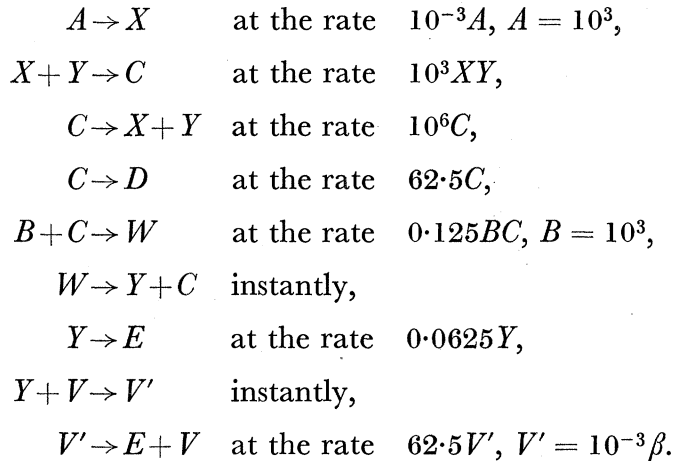 A → X at the rate 10⁻³A, A = 10³,
X + Y → C at the rate 10³XY,
C → X + Y at the rate 10⁶C,
C → D at the rate 62·5C,
B + C → W at the rate 0·125BC, B = 10³,
W → Y + C instantly,
Y → E at the rate 0·0625Y,
Y + V → V′ instantly,
V′ → E + V at the rate 62·5V′, V′ = 10⁻³β.